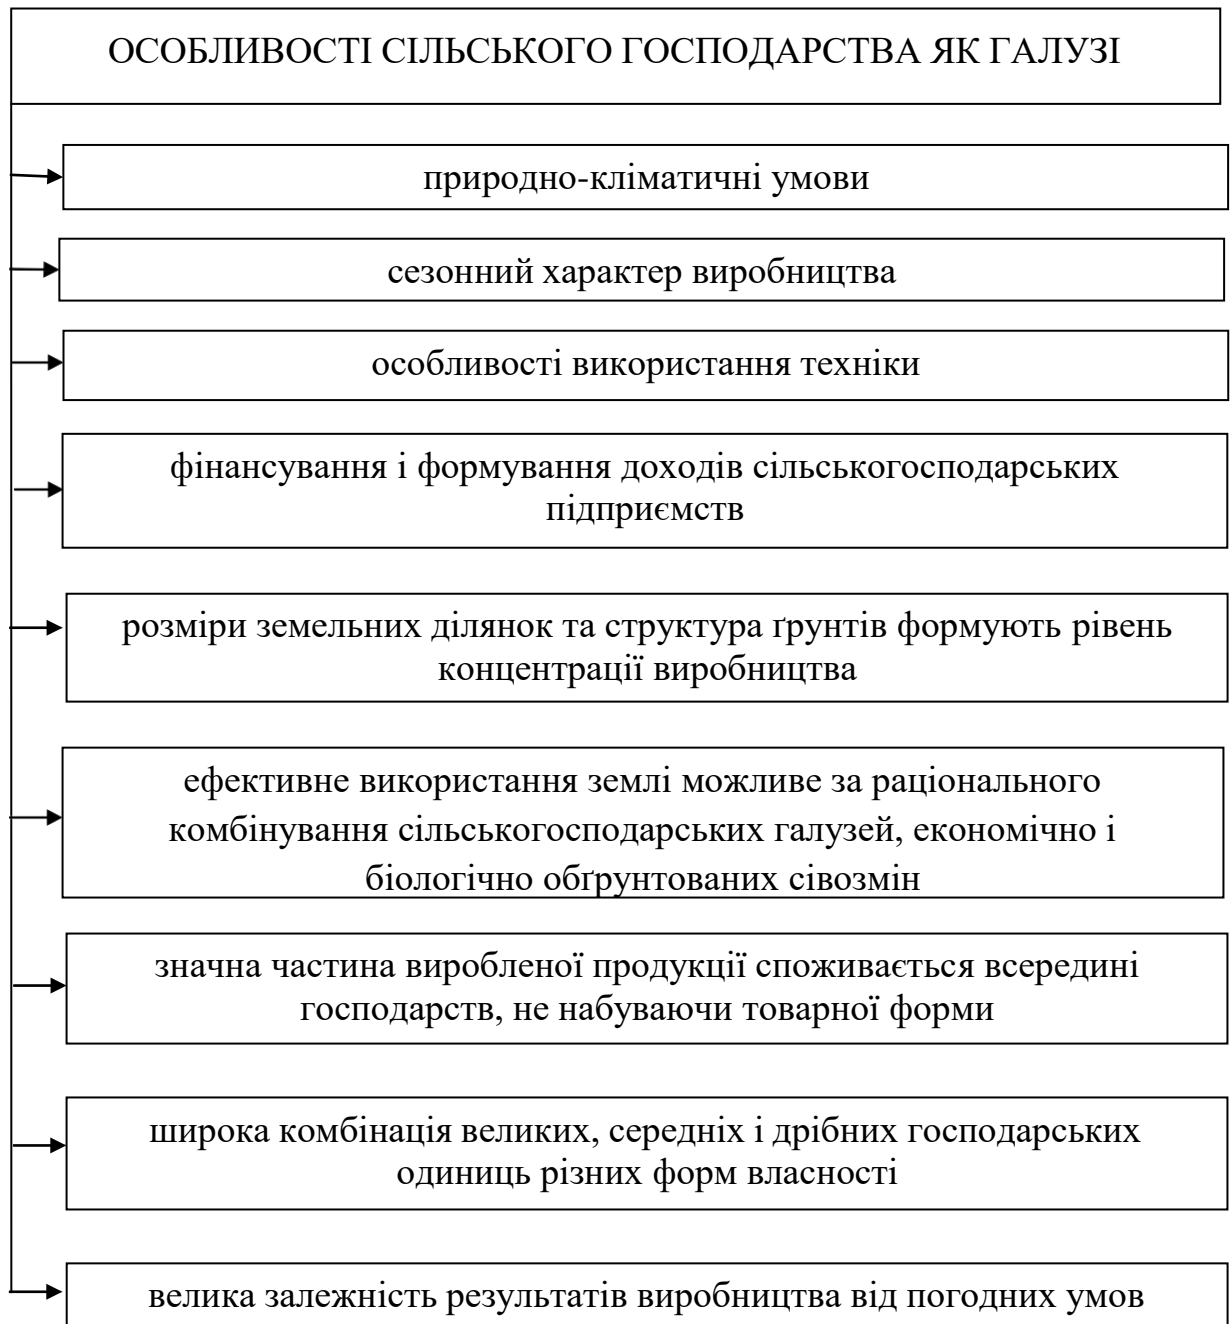 ОСОБЛИВОСТІ СІЛЬСЬКОГО ГОСПОДАРСТВА ЯК ГАЛУЗІ
природно-кліматичні умови
сезонний характер виробництва
особливості використання техніки
фінансування і формування доходів сільськогосподарських
підприємств
розміри земельних ділянок та структура ґрунтів формують рівень
концентрації виробництва
ефективне використання землі можливе за раціонального
комбінування сільськогосподарських галузей, економічно і
біологічно обґрунтованих сівозмін
значна частина виробленої продукції споживається всередині
господарств, не набуваючи товарної форми
широка комбінація великих, середніх і дрібних господарських
одиниць різних форм власності
велика залежність результатів виробництва від погодних умов